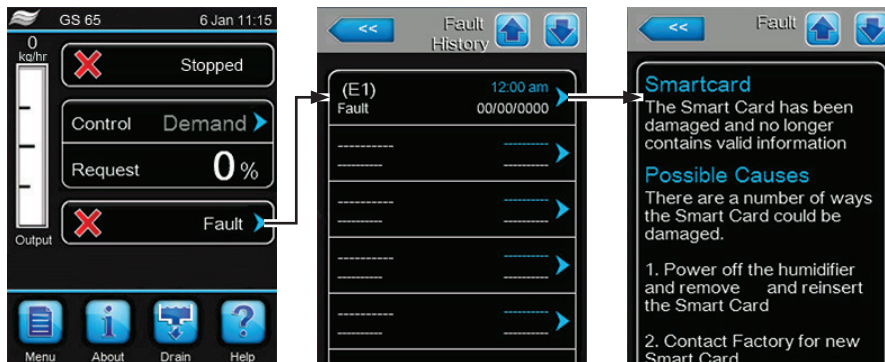 GS 65
6 Jan 11:15
0
kg/hr
Stopped
Control Demand
Request 0 %
Fault
Output
Menu
About
Drain
Help
<<
Fault
History
(E1)
12:00 am
Fault
00/00/0000
---------- ---------
--------- ---------
---------- ---------
--------- ---------
---------- ---------
--------- ---------
---------- ---------
--------- ---------
<<
Fault
Smartcard
The Smart Card has been
damaged and no longer
contains valid information
Possible Causes
There are a number of ways
the Smart Card could be
damaged.
1. Power off the humidifier
and remove and reinsert
the Smart Card
2. Contact Factory for new
Smart Card